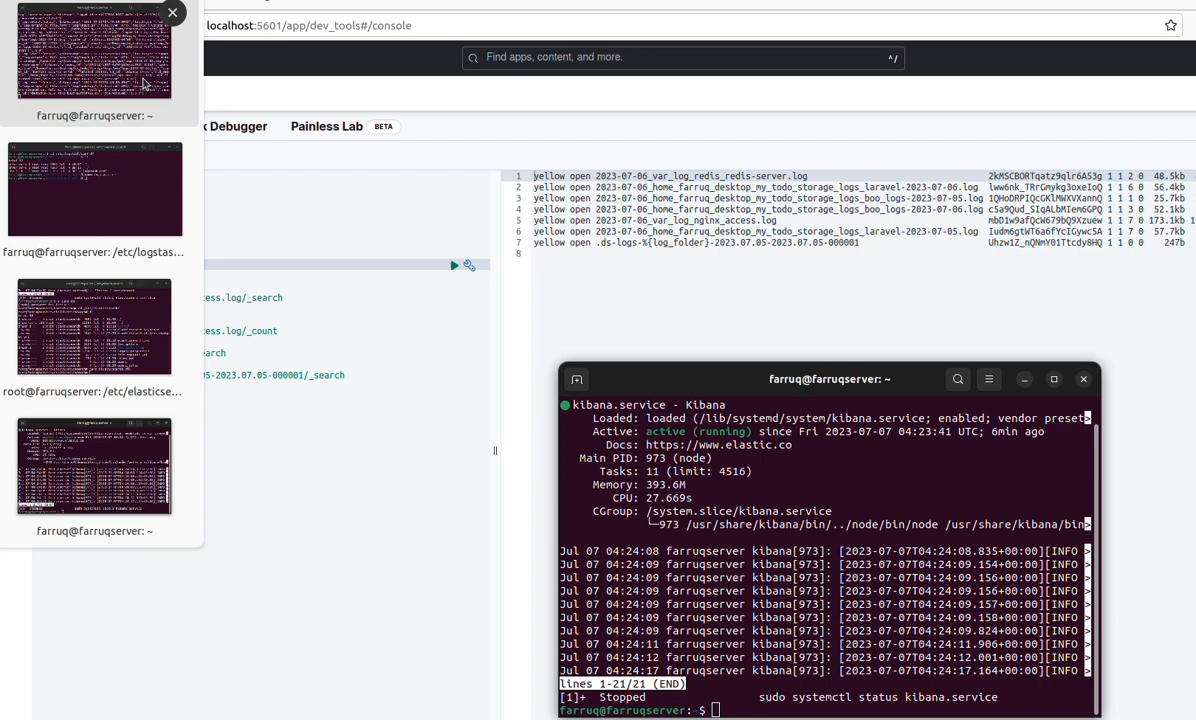 farruq@farruqserver: ~
farruq@farruqserver: /etc/logstas...
root@farruqserver: /etc/elasticse...
farruq@farruqserver: ~
localhost:5601/app/dev_tools#/console
Find apps, content, and more.
^/
k Debugger
Painless Lab
BETA
cess.log/_search
cess.log/_count
earch
5-2023.07.05-000001/_search
1 yellow open 2023-07-06_var_log_redis_redis-server.log 2kMSCBORTqatz9qlr6A53g 1 1 2 0 48.5kb
2 yellow open 2023-07-06_home_farruq_desktop_my_todo_storage_logs_laravel-2023-07-06.log lww6nk_TRrGmykg3oxeIoQ 1 1 6 0 56.4kb
3 yellow open 2023-07-06_home_farruq_desktop_my_todo_storage_logs_boo_logs-2023-07-05.log 1QHoDRPIQcGKlMWXVXannQ 1 1 1 0 25.7kb
4 yellow open 2023-07-06_home_farruq_desktop_my_todo_storage_logs_boo_logs-2023-07-06.log cSa9Qud_SIqALbMIem6GPQ 1 1 3 0 52.1kb
5 yellow open 2023-07-06_var_log_nginx_access.log mbD1w9afQcW679bQ9Xzuew 1 1 7 0 173.1kb 1
6 yellow open 2023-07-06_home_farruq_desktop_my_todo_storage_logs_laravel-2023-07-05.log Iudm6gtWT6a6fYcIGywcSA 1 1 7 0 57.7kb
7 yellow open .ds-logs-%{log_folder}-2023.07.05-2023.07.05-000001 Uhzw1Z_nQNmY01Ttcdy8HQ 1 1 0 0 247b
8
farruq@farruqserver: ~
kibana.service - Kibana
Loaded: loaded (/lib/systemd/system/kibana.service; enabled; vendor preset>
Active: active (running) since Fri 2023-07-07 04:23:41 UTC; 6min ago
Docs: https://www.elastic.co
Main PID: 973 (node)
Tasks: 11 (limit: 4516)
Memory: 393.6M
CPU: 27.669s
CGroup: /system.slice/kibana.service
└─973 /usr/share/kibana/bin/../node/bin/node /usr/share/kibana/bin>
Jul 07 04:24:08 farruqserver kibana[973]: [2023-07-07T04:24:08.835+00:00][INFO >
Jul 07 04:24:09 farruqserver kibana[973]: [2023-07-07T04:24:09.154+00:00][INFO >
Jul 07 04:24:09 farruqserver kibana[973]: [2023-07-07T04:24:09.156+00:00][INFO >
Jul 07 04:24:09 farruqserver kibana[973]: [2023-07-07T04:24:09.156+00:00][INFO >
Jul 07 04:24:09 farruqserver kibana[973]: [2023-07-07T04:24:09.157+00:00][INFO >
Jul 07 04:24:09 farruqserver kibana[973]: [2023-07-07T04:24:09.158+00:00][INFO >
Jul 07 04:24:09 farruqserver kibana[973]: [2023-07-07T04:24:09.824+00:00][INFO >
Jul 07 04:24:11 farruqserver kibana[973]: [2023-07-07T04:24:11.906+00:00][INFO >
Jul 07 04:24:12 farruqserver kibana[973]: [2023-07-07T04:24:12.001+00:00][INFO >
Jul 07 04:24:17 farruqserver kibana[973]: [2023-07-07T04:24:17.164+00:00][INFO >
lines 1-21/21 (END)
[1]+ Stopped sudo systemctl status kibana.service
farruq@farruqserver:~$